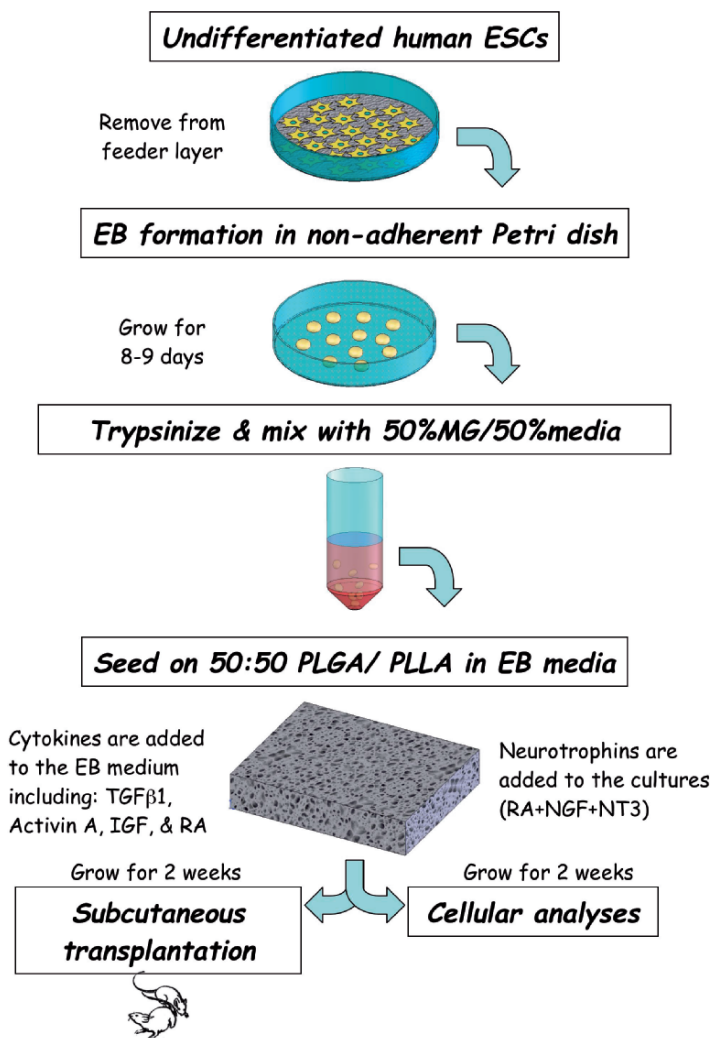 Undifferentiated human ESCs
Remove from
feeder layer
EB formation in non-adherent Petri dish
Grow for
8-9 days
Trypsinize & mix with 50%MG/50%media
Seed on 50:50 PLGA/ PLLA in EB media
Cytokines are added
to the EB medium
including: TGFβ1,
Activin A, IGF, & RA
Neurotrophins are
added to the cultures
(RA+NGF+NT3)
Grow for 2 weeks
Grow for 2 weeks
Subcutaneous
transplantation
Cellular analyses